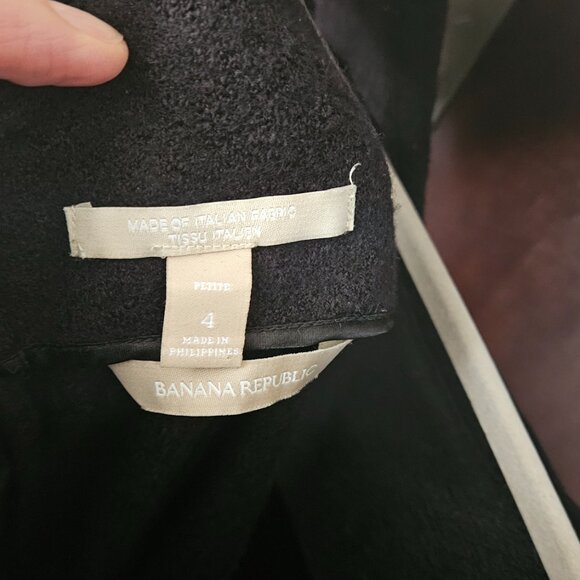 MADE OF ITALIAN FABRIC
TISSU ITALIEN
PETITE
4
MADE IN
PHILIPPINES
BANANA REPUBLIC